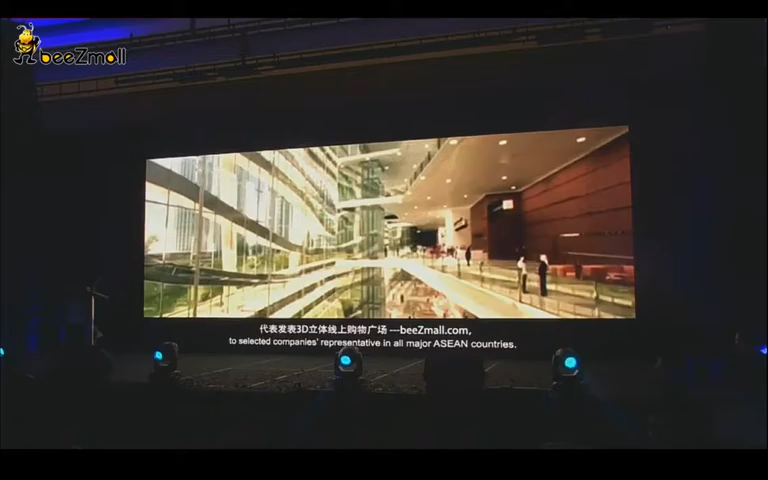 beeZmall
代表发表3D立体线上购物广场 ---beeZmall.com,
to selected companies' representative in all major ASEAN countries.